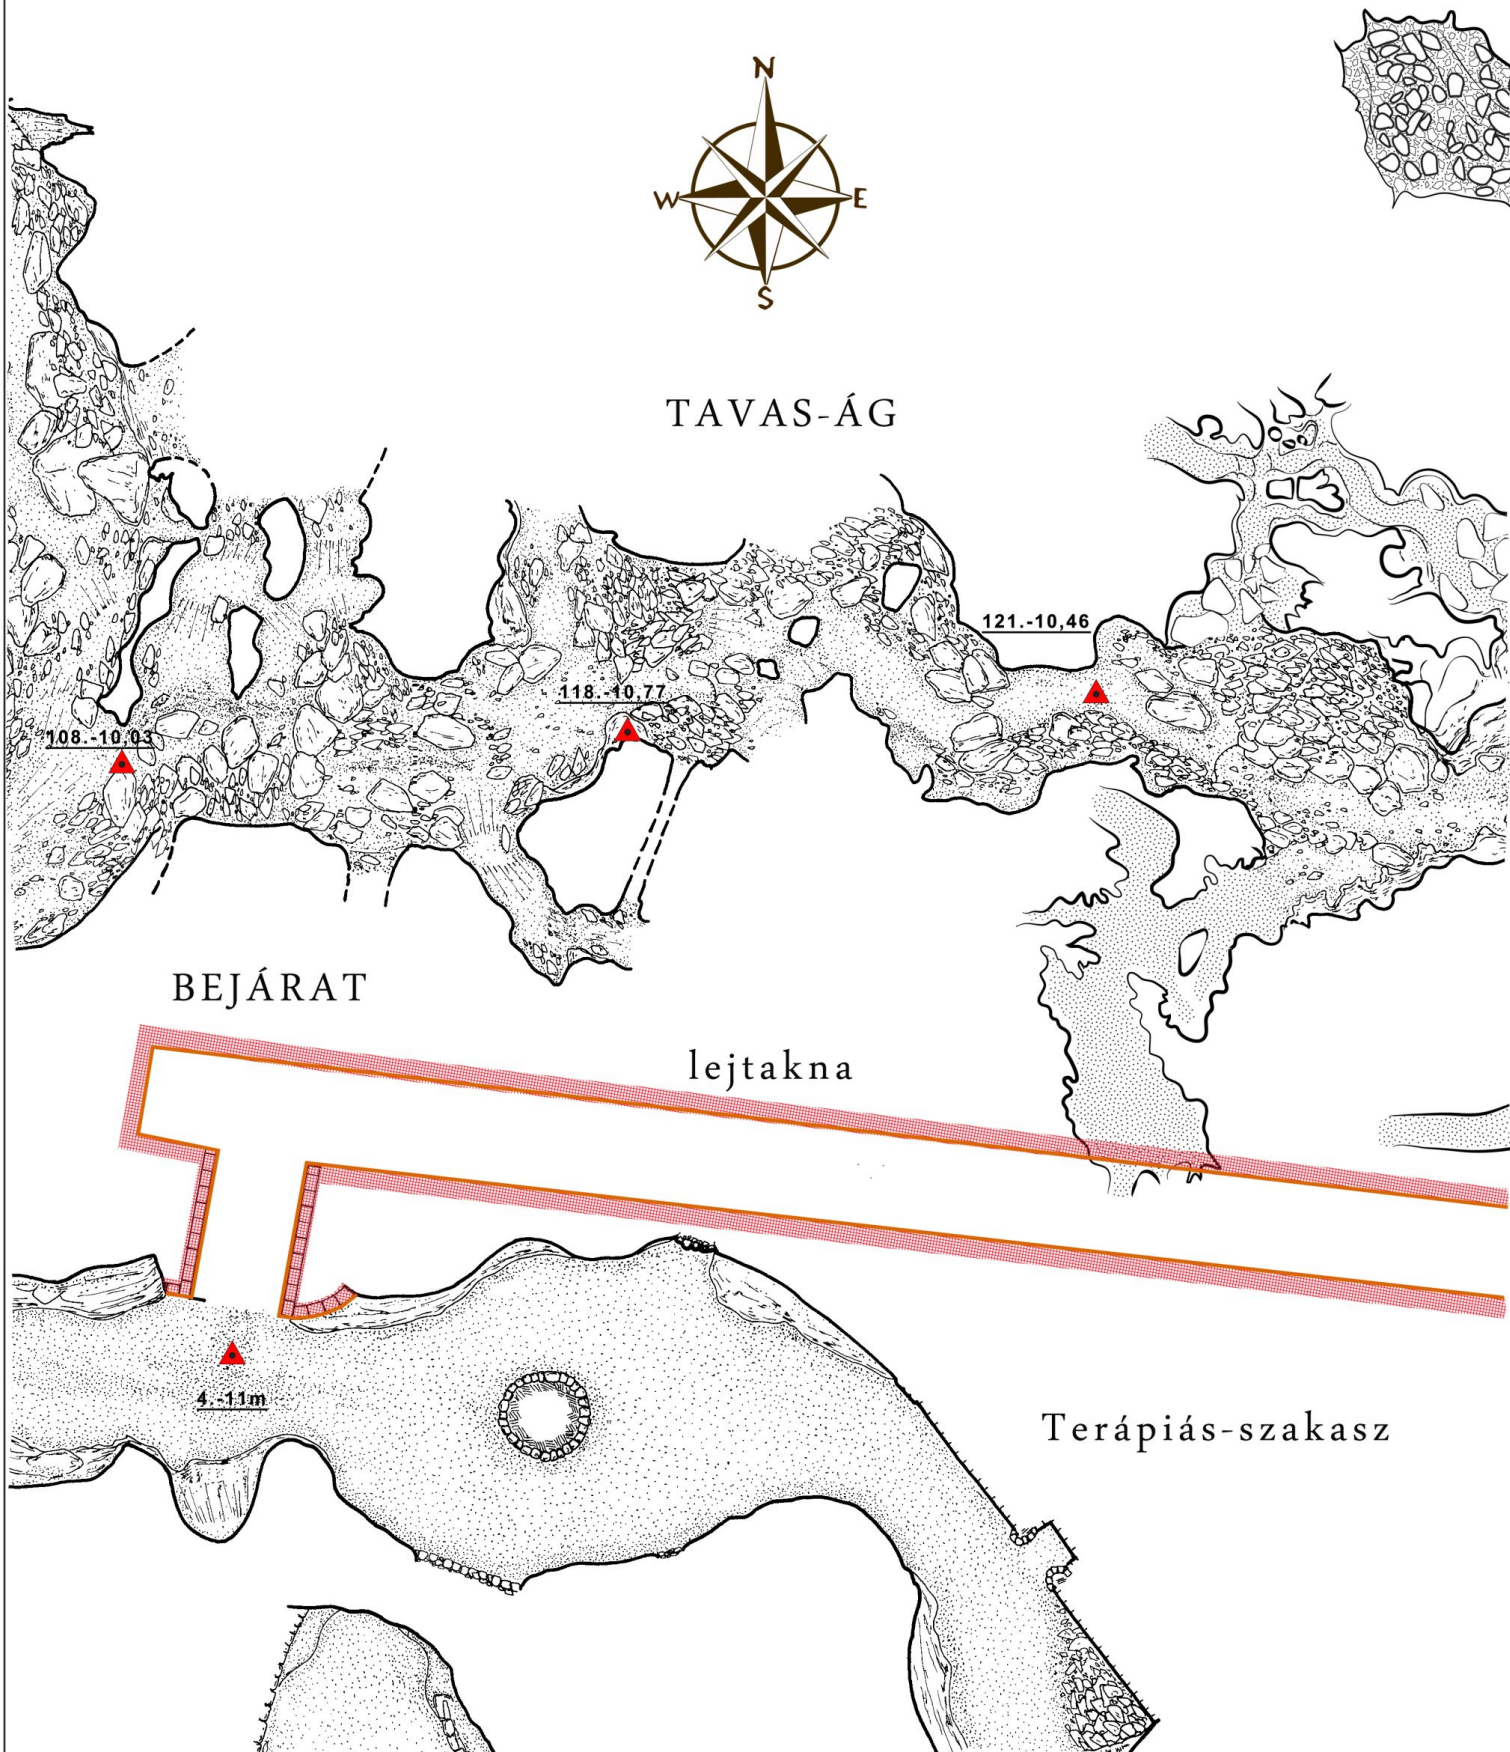 N
W E
S
TAVAS-ÁG
121.-10,46
118.-10,77
108.-10,03
BEJÁRAT
lejtakna
4.-11m
Terápiás-szakasz